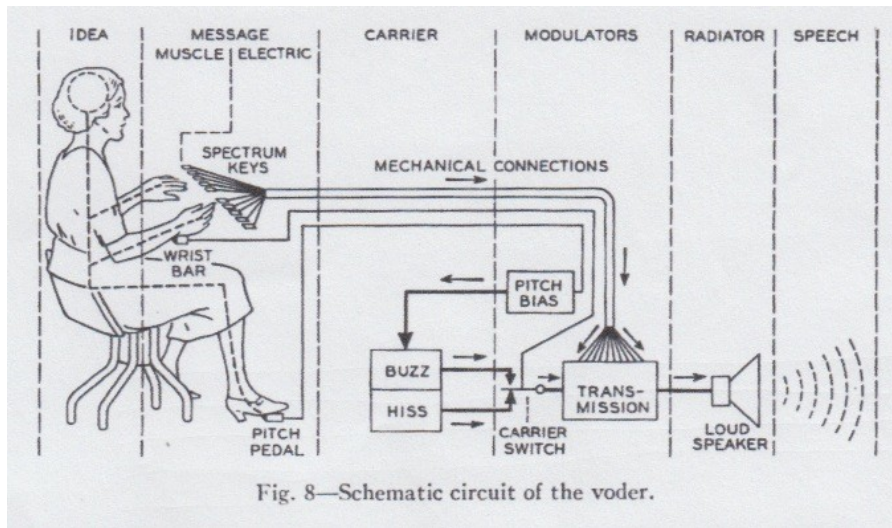 IDEA
MESSAGE
MUSCLE ELECTRIC
CARRIER
MODULATORS
RADIATOR
SPEECH
SPECTRUM
KEYS
MECHANICAL CONNECTIONS
WRIST
BAR
PITCH
BIAS
BUZZ
HISS
TRANS-
MISSION
CARRIER
SWITCH
LOUD
SPEAKER
PITCH
PEDAL
Fig. 8—Schematic circuit of the voder.